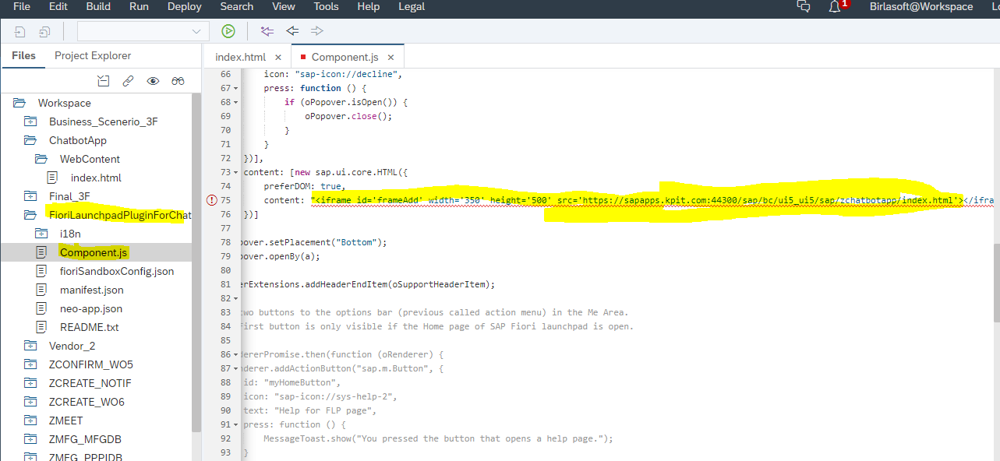 File Edit Build Run Deploy Search View Tools Help Legal 1 Birlasoft@Workspace
Files Project Explorer
index.html × Component.js ×
Workspace
Business_Scenerio_3F
ChatbotApp
WebContent
index.html
Final_3F
FioriLaunchpadPluginForChat
i18n
Component.js
fioriSandboxConfig.json
manifest.json
neo-app.json
README.txt
Vendor_2
ZCONFIRM_WO5
ZCREATE_NOTIF
ZCREATE_WO6
ZMEET
ZMFG_MFGDB
ZMFG_PPPIDB
66 icon: "sap-icon://decline",
67 press: function () {
68 if (oPopover.isOpen()) {
69 oPopover.close();
70 }
71 }
72 })],
73 content: [new sap.ui.core.HTML({
74 preferDOM: true,
75 content: "<iframe id='frameAdd' width='350' height='500' src='https://sapapps.kpit.com:44300/sap/bc/ui5_ui5/sap/zchatbotapp/index.html'></ifra
76 })]
77
78 pover.setPlacement("Bottom");
79 pover.openBy(a);
80
81 erExtensions.addHeaderEndItem(oSupportHeaderItem);
82
83 two buttons to the options bar (previous called action menu) in the Me Area.
84 first button is only visible if the Home page of SAP Fiori launchpad is open.
85
86 dererPromise.then(function (oRenderer) {
87 nderer.addActionButton("sap.m.Button", {
88 id: "myHomeButton",
89 icon: "sap-icon://sys-help-2",
90 text: "Help for FLP page",
91 press: function () {
92 MessageToast.show("You pressed the button that opens a help page.");
93 }